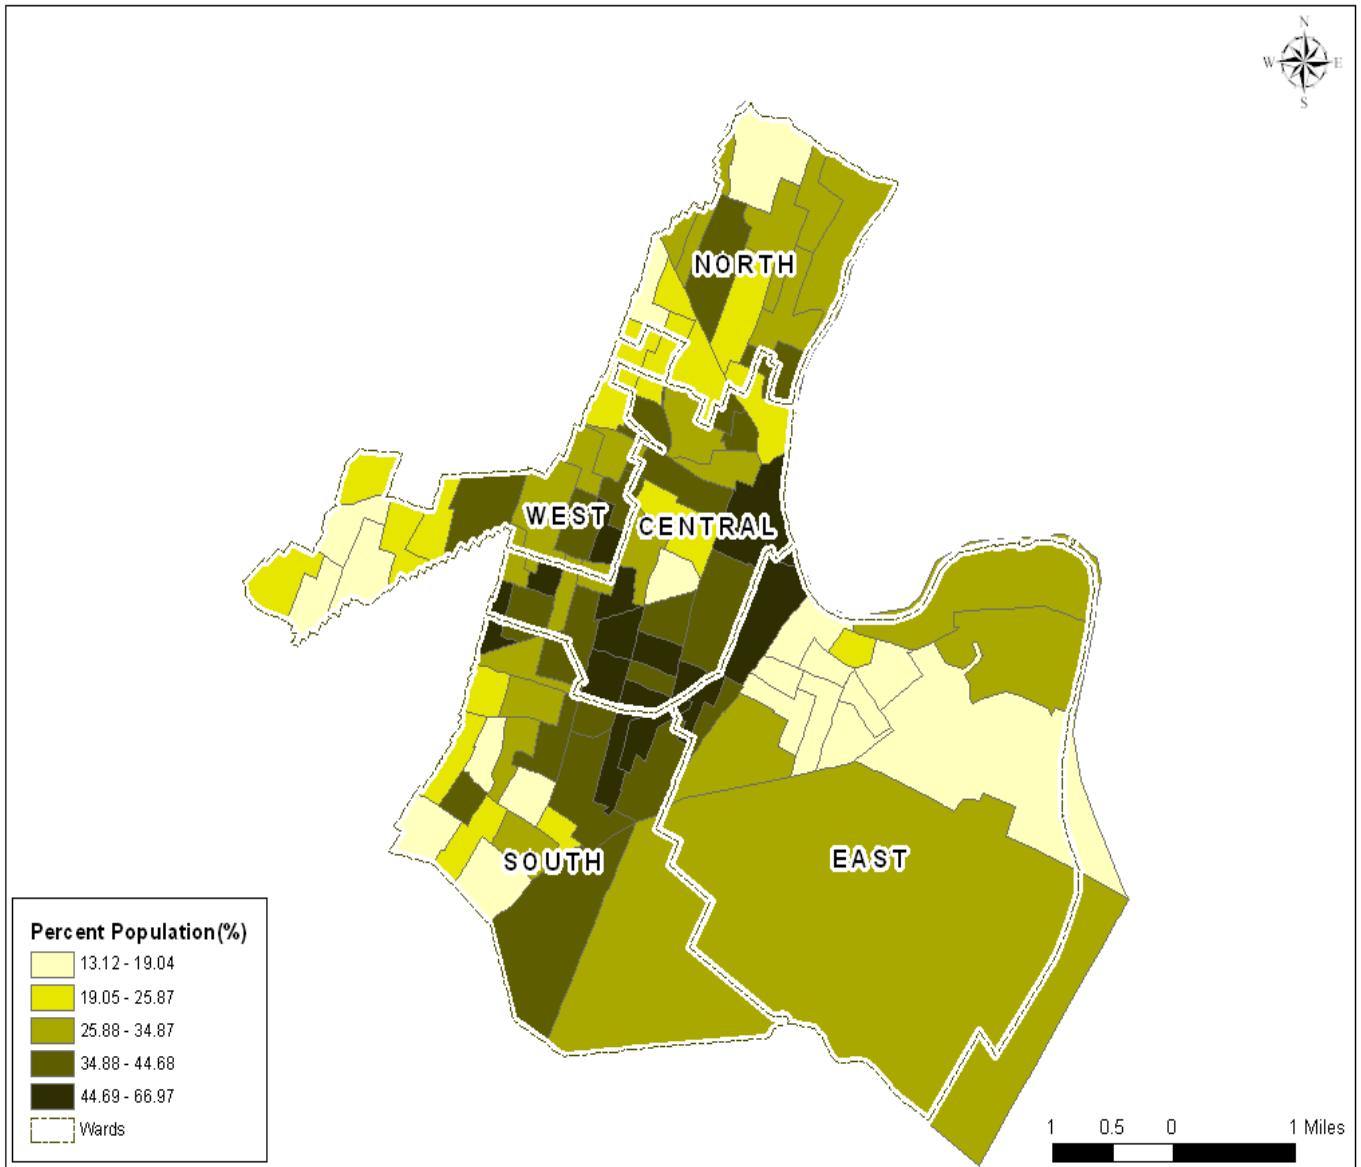 N
W E
S
NORTH
WEST
CENTRAL
SOUTH
EAST
Percent Population(%)
13.12 - 19.04
19.05 - 25.87
25.88 - 34.87
34.88 - 44.68
44.69 - 66.97
Wards
1 0.5 0 1 Miles